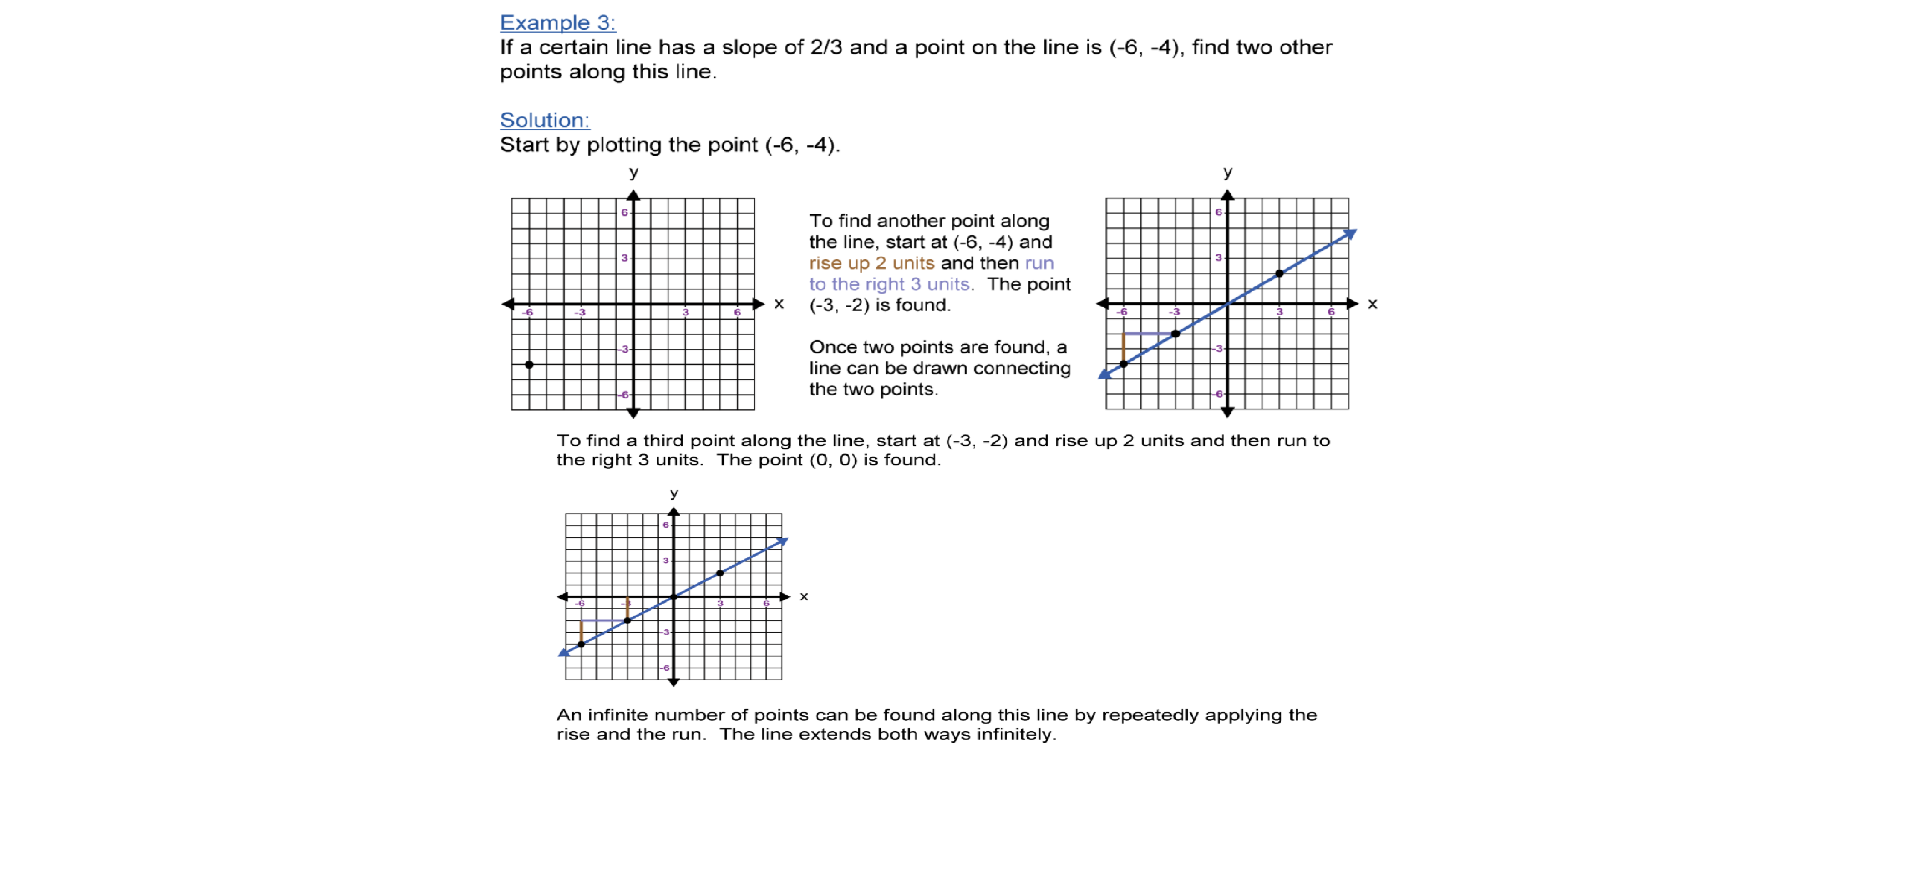 Example 3:
If a certain line has a slope of 2/3 and a point on the line is (-6, -4), find two other
points along this line.
Solution:
Start by plotting the point (-6, -4).
y
6
3
x
-6
-3
3
6
-3
-6
To find another point along
the line, start at (-6, -4) and
rise up 2 units and then run
to the right 3 units. The point
(-3, -2) is found.
Once two points are found, a
line can be drawn connecting
the two points.
y
6
3
x
-6
-3
3
6
-3
-6
To find a third point along the line, start at (-3, -2) and rise up 2 units and then run to
the right 3 units. The point (0, 0) is found.
y
6
3
x
-6
-3
3
6
-3
-6
An infinite number of points can be found along this line by repeatedly applying the
rise and the run. The line extends both ways infinitely.